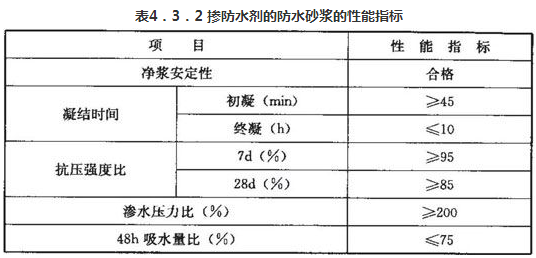 表4．3．2 掺防水剂的防水砂浆的性能指标
项 目 性 能 指 标
净浆安定性 合格
凝结时间 初凝（min） ≥45
终凝（h） ≤10
抗压强度比 7d（%） ≥95
28d（%） ≥85
渗水压力比（%） ≥200
48h 吸水量比（%） ≤75